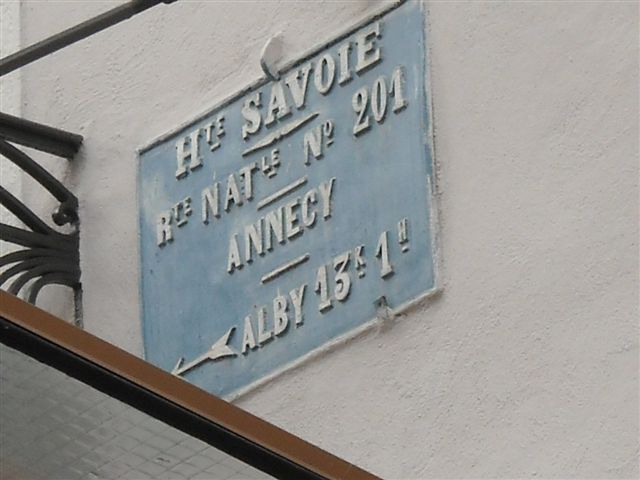 HTE SAVOIE
RTE NATLE NO 201
ANNECY
ALBY 13K 1H